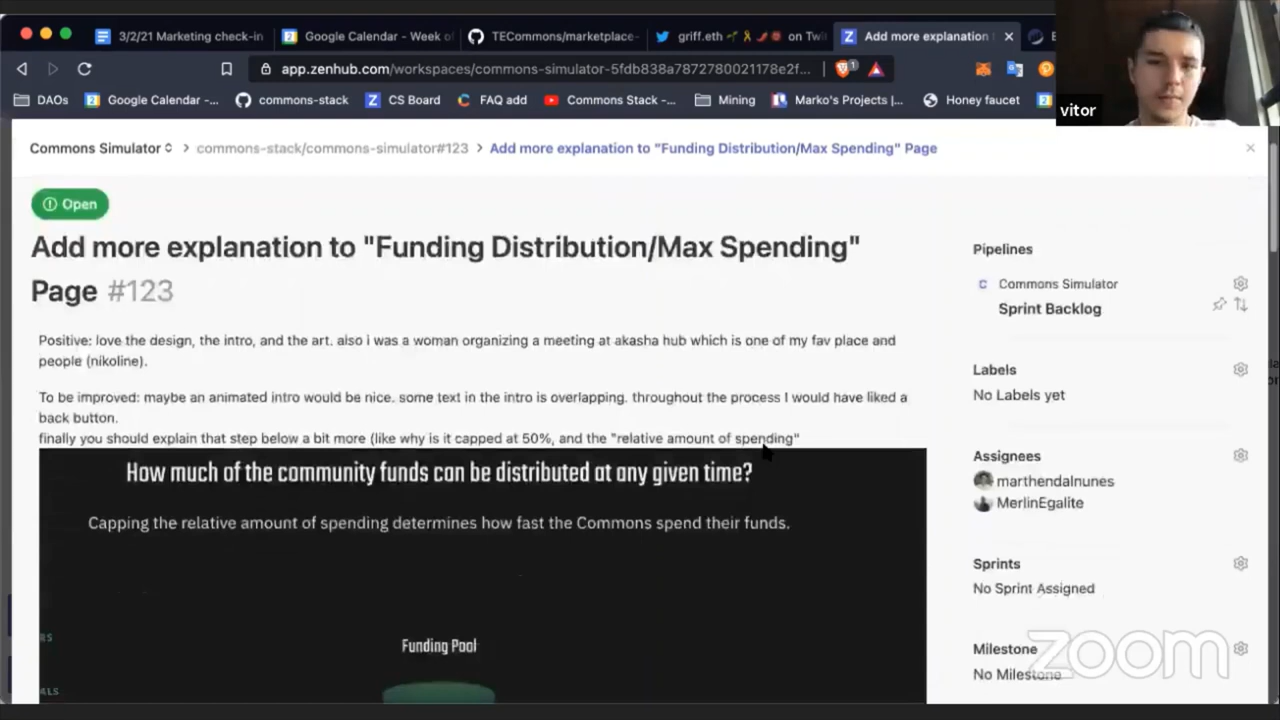 3/2/21 Marketing check-in
Google Calendar - Week of
TECommons/marketplace-
griff.eth
on Twi
Add more explanation
app.zenhub.com/workspaces/commons-simulator-5fdb838a7872780021178e2f...
1
DAOs
Google Calendar -...
commons-stack
CS Board
FAQ add
Commons Stack -...
Mining
Marko's Projects |...
Honey faucet
vitor
Commons Simulator
commons-stack/commons-simulator#123
Add more explanation to "Funding Distribution/Max Spending" Page
Open
Add more explanation to "Funding Distribution/Max Spending"
Page #123
Positive: love the design, the intro, and the art. also i was a woman organizing a meeting at akasha hub which is one of my fav place and
people (nikoline).
To be improved: maybe an animated intro would be nice. some text in the intro is overlapping. throughout the process I would have liked a
back button.
finally you should explain that step below a bit more (like why is it capped at 50%, and the "relative amount of spending"
How much of the community funds can be distributed at any given time?
Capping the relative amount of spending determines how fast the Commons spend their funds.
RS
Funding Pool
ALS
Pipelines
Commons Simulator
Sprint Backlog
Labels
No Labels yet
Assignees
marthendalnunes
MerlinEgalite
Sprints
No Sprint Assigned
Milestone
No Milestone
zoom